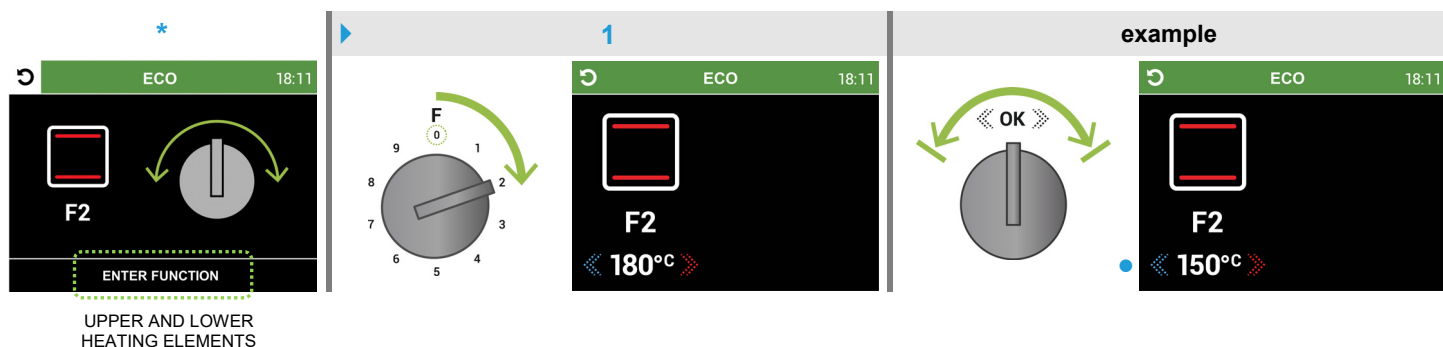 *
ECO 18:11
F2
ENTER FUNCTION
UPPER AND LOWER
HEATING ELEMENTS
1
F
0
1
2
3
4
5
6
7
8
9
ECO 18:11
F2
180°C
example
OK
ECO 18:11
F2
150°C